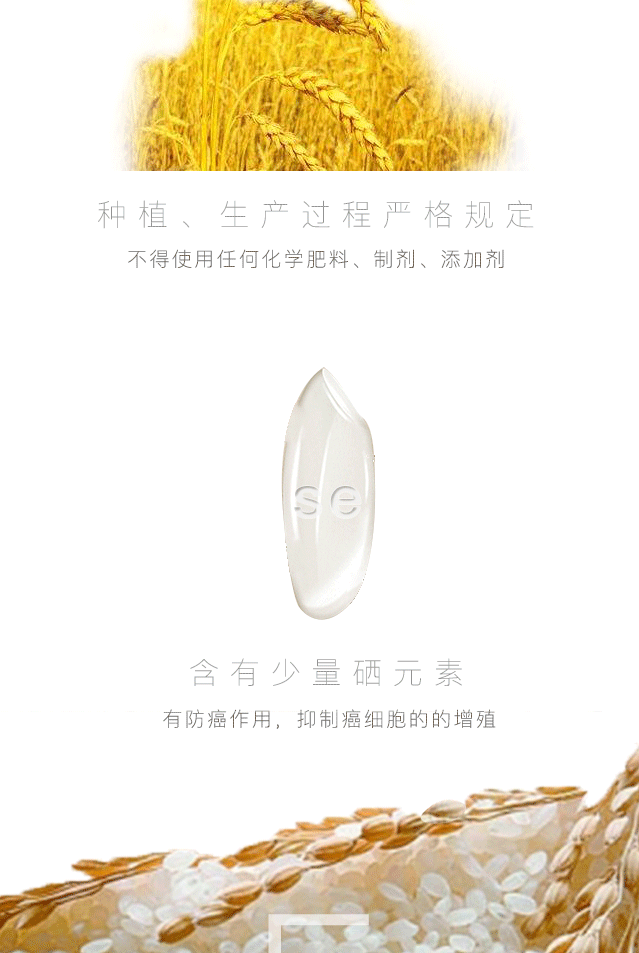 种植、生产过程严格规定
不得使用任何化学肥料、制剂、添加剂
se
含有少量硒元素
有防癌作用，抑制癌细胞的的增殖